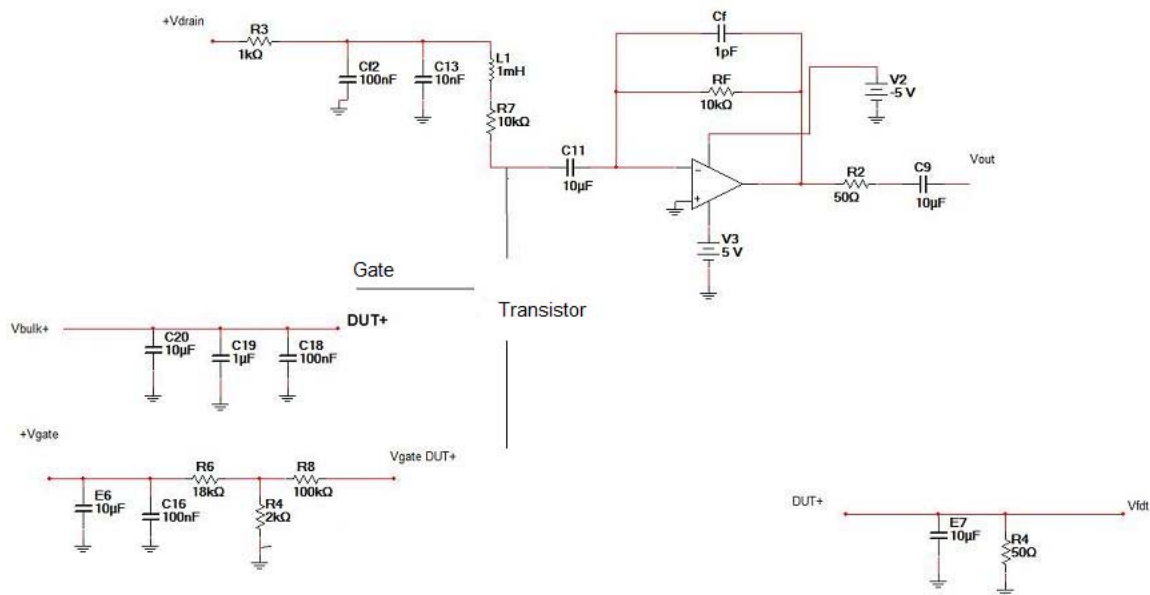 +Vdrain
R3
1kΩ
Cf2
100nF
C13
10nF
L1
1mH
R7
10kΩ
C11
10µF
Cf
1pF
RF
10kΩ
V2
-5 V
R2
50Ω
C9
10µF
Vout
V3
5 V
Gate
Transistor
Vbulk+
DUT+
C20
10µF
C19
1µF
C18
100nF
+Vgate
Vgate DUT+
E6
10µF
C16
100nF
R6
18kΩ
R4
2kΩ
R8
100kΩ
DUT+
Vfdt
E7
10µF
R4
50Ω